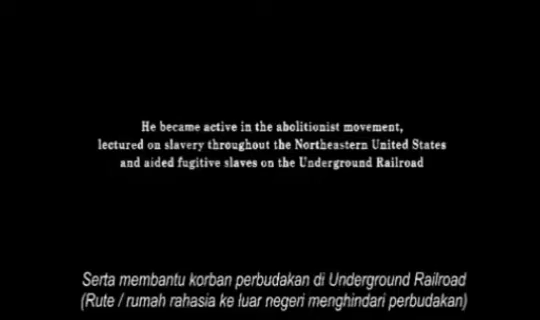 He became active in the abolitionist movement,
lectured on slavery throughout the Northeastern United States
and aided fugitive slaves on the Underground Railroad
Serta membantu korban perbudakan di Underground Railroad
(Rute / rumah rahasia ke luar negeri menghindari perbudakan)